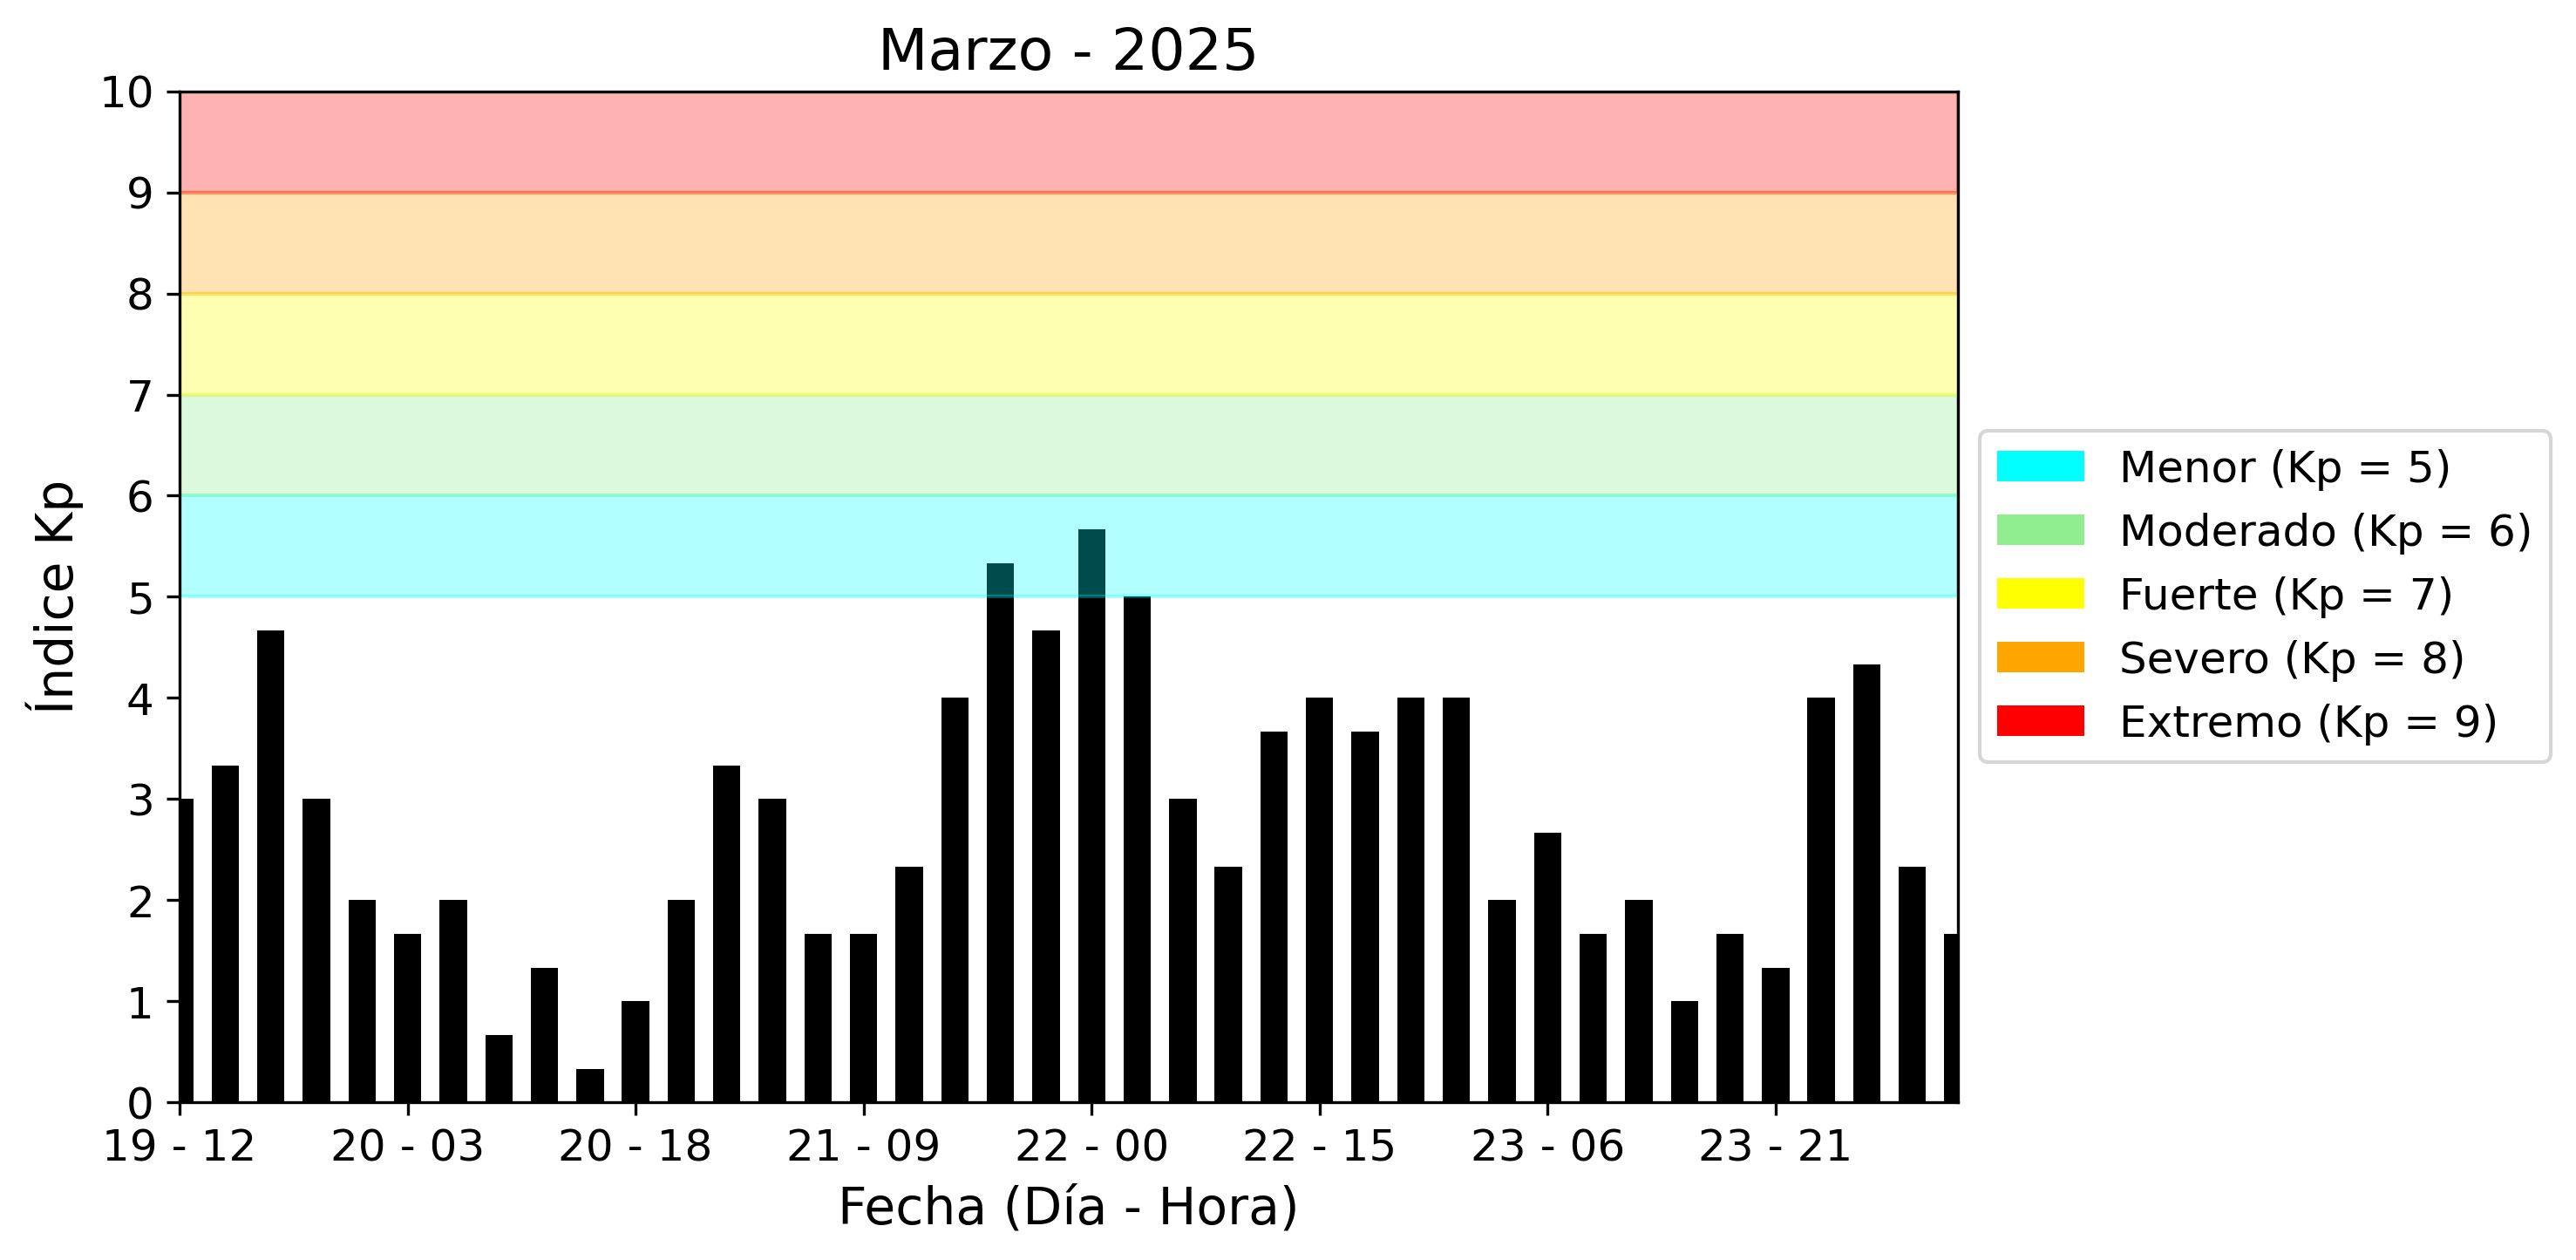 Marzo - 2025
10
9
8
7
6
5
4
3
2
1
0
Índice Kp
19 - 12
20 - 03
20 - 18
21 - 09
22 - 00
22 - 15
23 - 06
23 - 21
Fecha (Día - Hora)
Menor (Kp = 5)
Moderado (Kp = 6)
Fuerte (Kp = 7)
Severo (Kp = 8)
Extremo (Kp = 9)